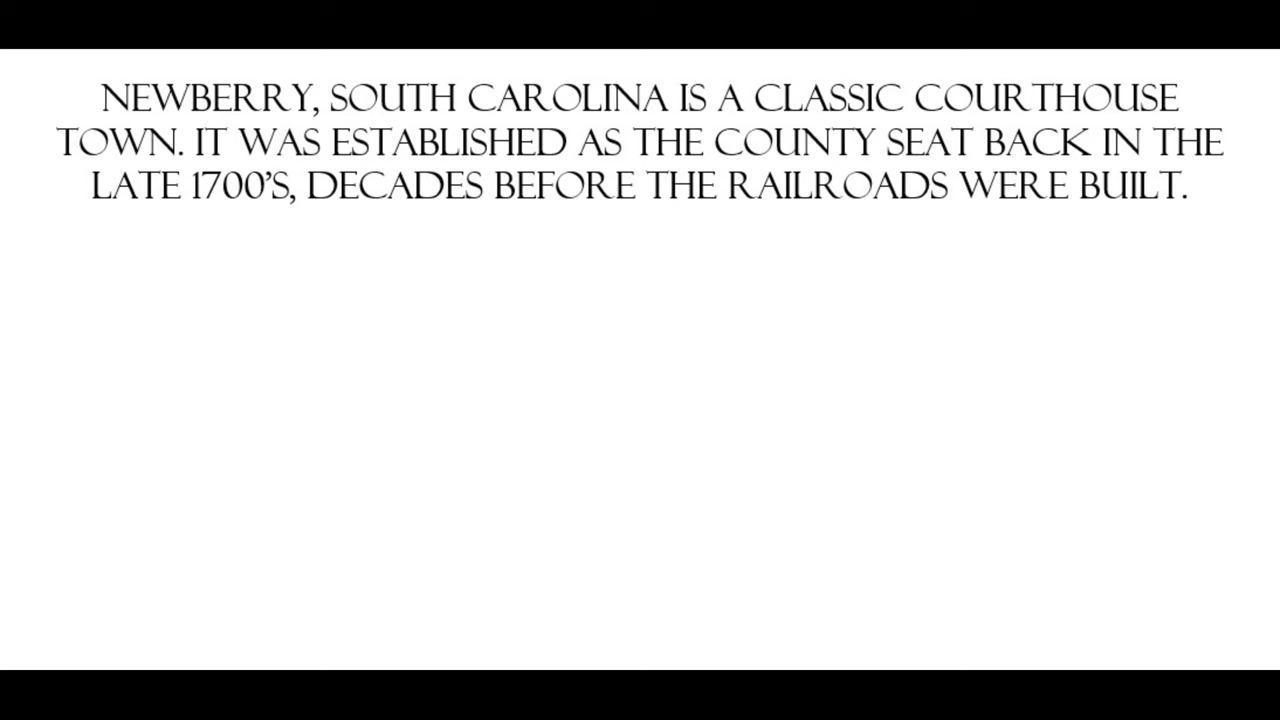 NEWBERRY, SOUTH CAROLINA IS A CLASSIC COURTHOUSE
TOWN. IT WAS ESTABLISHED AS THE COUNTY SEAT BACK IN THE
LATE 1700'S, DECADES BEFORE THE RAILROADS WERE BUILT.